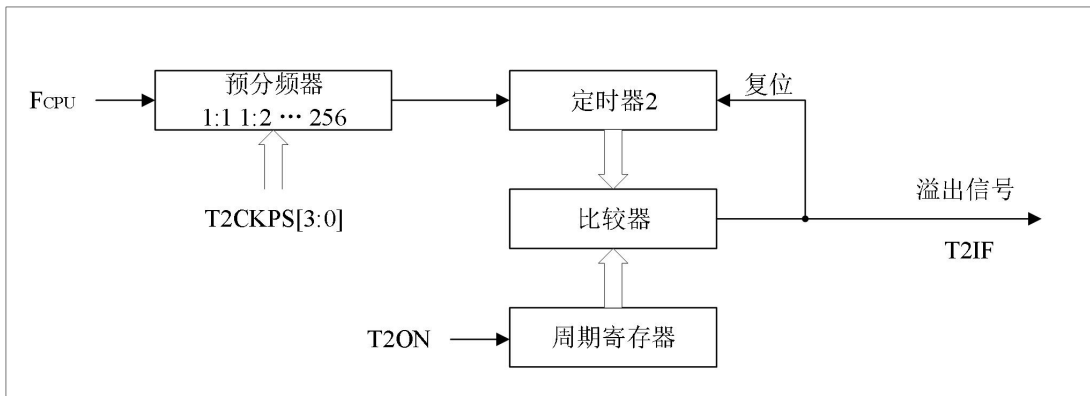 FCPU
预分频器
1:1 1:2 ··· 256
T2CKPS[3:0]
定时器2
复位
比较器
溢出信号
T2IF
T2ON
周期寄存器